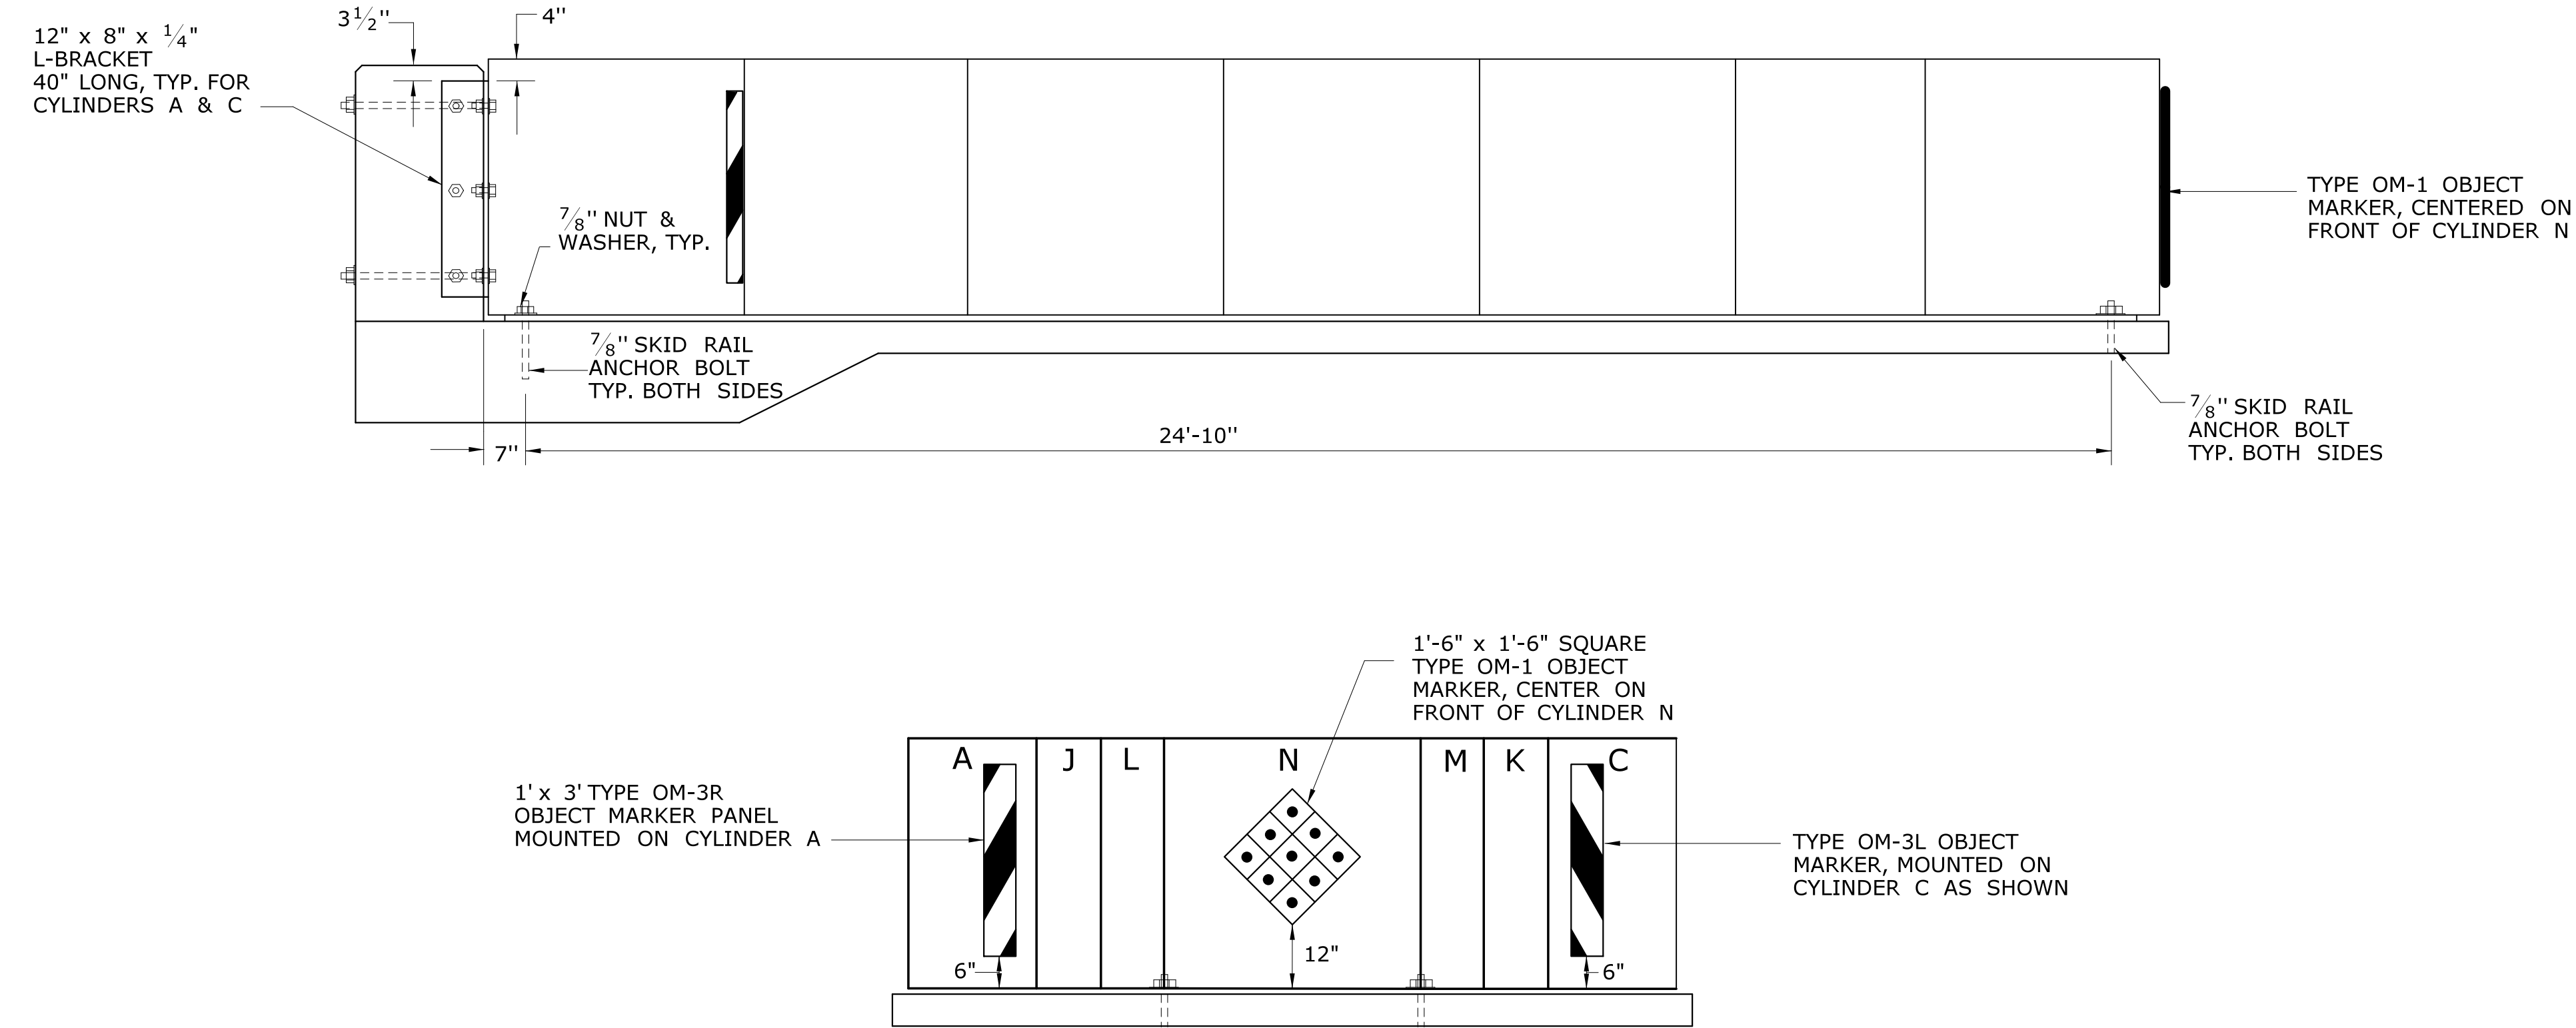 3 1/2''
4''
12" x 8" x 1/4"
L-BRACKET
40" LONG, TYP. FOR
CYLINDERS A & C
7/8'' NUT &
WASHER, TYP.
TYPE OM-1 OBJECT
MARKER, CENTERED ON
FRONT OF CYLINDER N
7/8'' SKID RAIL
ANCHOR BOLT
TYP. BOTH SIDES
7/8'' SKID RAIL
ANCHOR BOLT
TYP. BOTH SIDES
7''
24'-10''
1'-6" x 1'-6" SQUARE
TYPE OM-1 OBJECT
MARKER, CENTER ON
FRONT OF CYLINDER N
A J L N M K C
1' x 3' TYPE OM-3R
OBJECT MARKER PANEL
MOUNTED ON CYLINDER A
TYPE OM-3L OBJECT
MARKER, MOUNTED ON
CYLINDER C AS SHOWN
6"
12"
6"